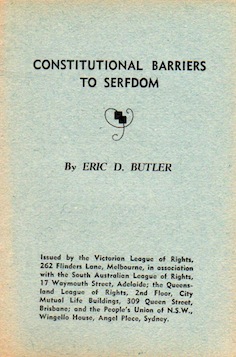 CONSTITUTIONAL BARRIERS
TO SERFDOM
By ERIC D. BUTLER
Issued by the Victorian League of Rights,
262 Flinders Lane, Melbourne, in association
with the South Australian League of Rights,
17 Waymouth Street, Adelaide; the Queens-
land League of Rights, 2nd Floor, City
Mutual Life Buildings, 309 Queen Street,
Brisbane; and the People's Union of N.S.W.,
Wingello House, Angel Place, Sydney.